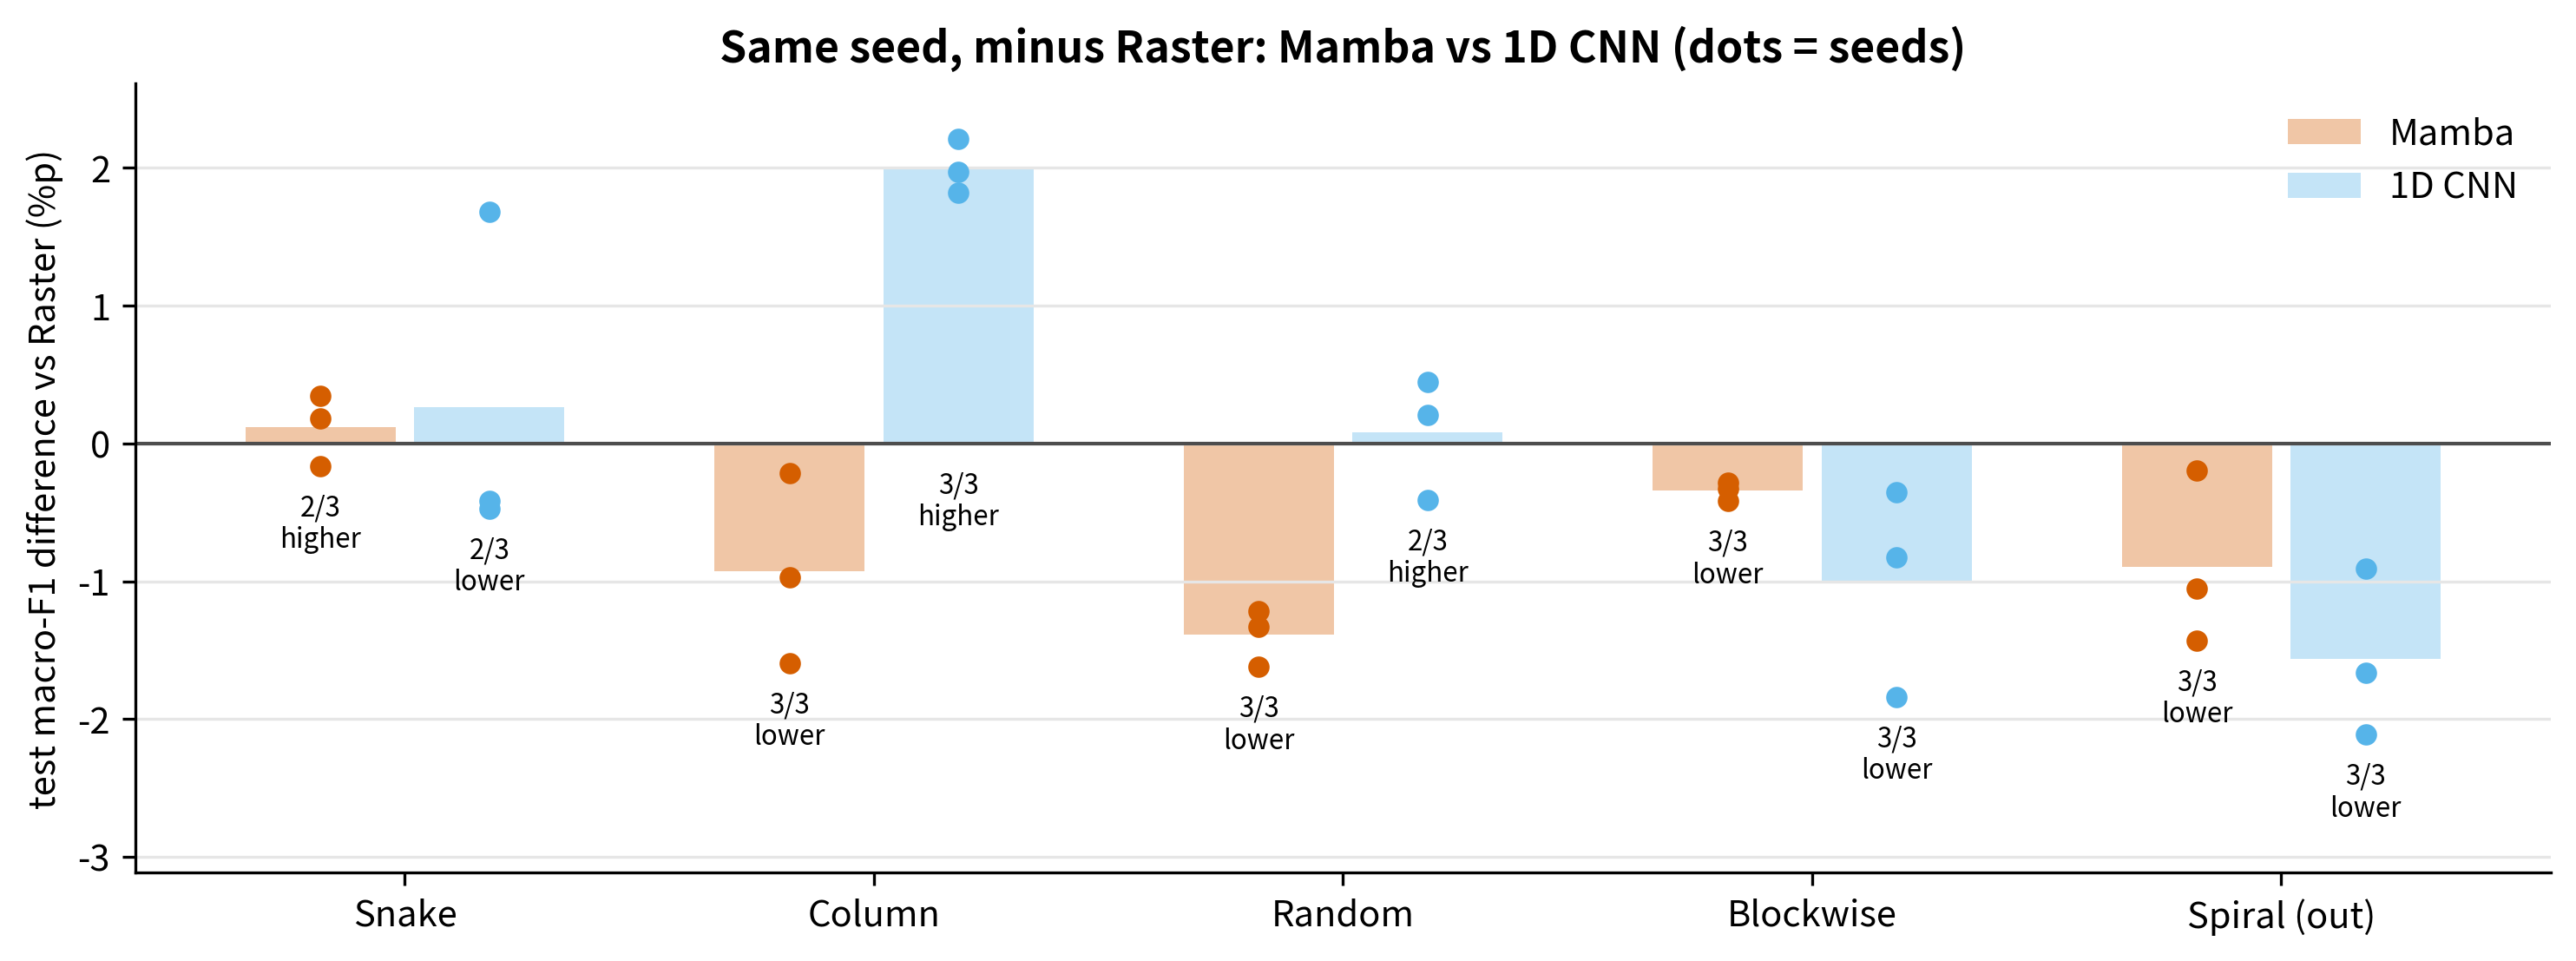 Same seed, minus Raster: Mamba vs 1D CNN (dots = seeds)
test macro-F1 difference vs Raster (%p)
2
1
0
-1
-2
-3
Mamba
1D CNN
2/3
higher
2/3
lower
3/3
lower
3/3
higher
3/3
lower
2/3
higher
3/3
lower
3/3
lower
3/3
lower
3/3
lower
Snake
Column
Random
Blockwise
Spiral (out)